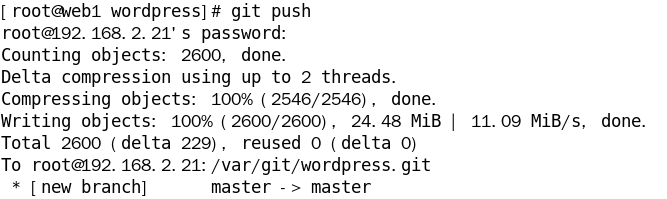 [root@web1 wordpress]# git push
root@192.168.2.21's password:
Counting objects: 2600, done.
Delta compression using up to 2 threads.
Compressing objects: 100% (2546/2546), done.
Writing objects: 100% (2600/2600), 24.48 MiB | 11.09 MiB/s, done.
Total 2600 (delta 229), reused 0 (delta 0)
To root@192.168.2.21:/var/git/wordpress.git
 * [new branch]      master -> master